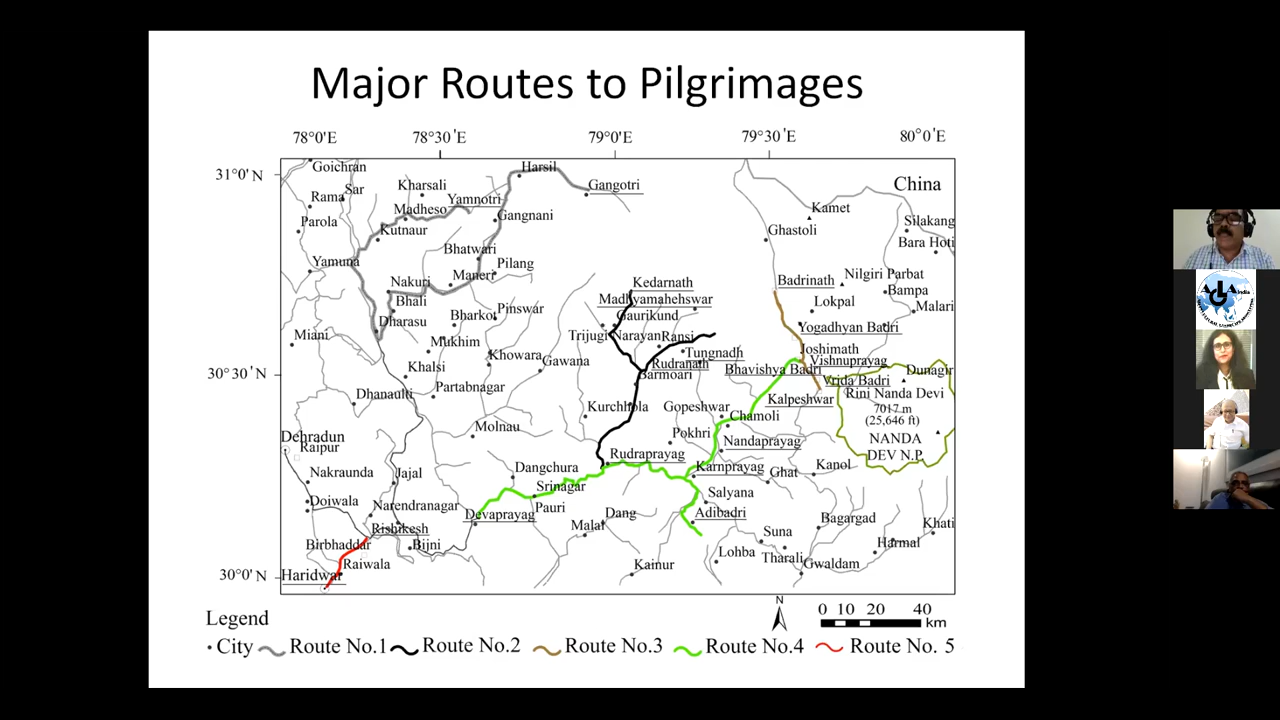 Major Routes to Pilgrimages
78°0'E 78°30'E 79°0'E 79°30'E 80°0'E
31°0'N
30°30'N
30°0'N
Goichran
Harsil
Gangotri
China
Rama
Sar
Kharsali
Yamnotri
Madheso
Gangnani
Kamet
Silakang
Parola
Kutnaur
Ghastoli
Bara Hoti
Bhatwari
Yamuna
Maneri
Pilang
Nakuri
Kedarnath
Badrinath
Nilgiri Parbat
Bhali
Madhyamahehswar
Lokpal
Bampa
Dharasu
Bharkot
Pinswar
Gaurikund
Malari
Miani
Mukhim
Trijugi Narayan
Ransi
Yogadhyan Badri
Khowara
Gawana
Tungnadh
Joshimath
Khalsi
Rudranath
Vishnuprayag
Barmoari
Bhavishya Badri
Dunagir
Dhanaulti
Partabnagar
Vrida Badri
Rini Nanda Devi
Kurchhola
Gopeshwar
Kalpeshwar
7017 m
(25,646 ft)
Molnau
Pokhri
Chamoli
NANDA
DEV N.P.
Dehradun
Raipur
Nandaprayag
Rudraprayag
Nakraunda
Jajal
Dangchura
Karnprayag
Ghat
Kanol
Doiwala
Narendranagar
Srinagar
Salyana
Devaprayag
Pauri
Dang
Adibadri
Bagargad
Khati
Rishikesh
Malai
Suna
Birbhaddar
Bijni
Lohba
Harmal
Haridwar
Raiwala
Kainur
Tharali
Gwaldam
Legend
N
0 10 20 40
km
City Route No.1 Route No.2 Route No.3 Route No.4 Route No. 5
India